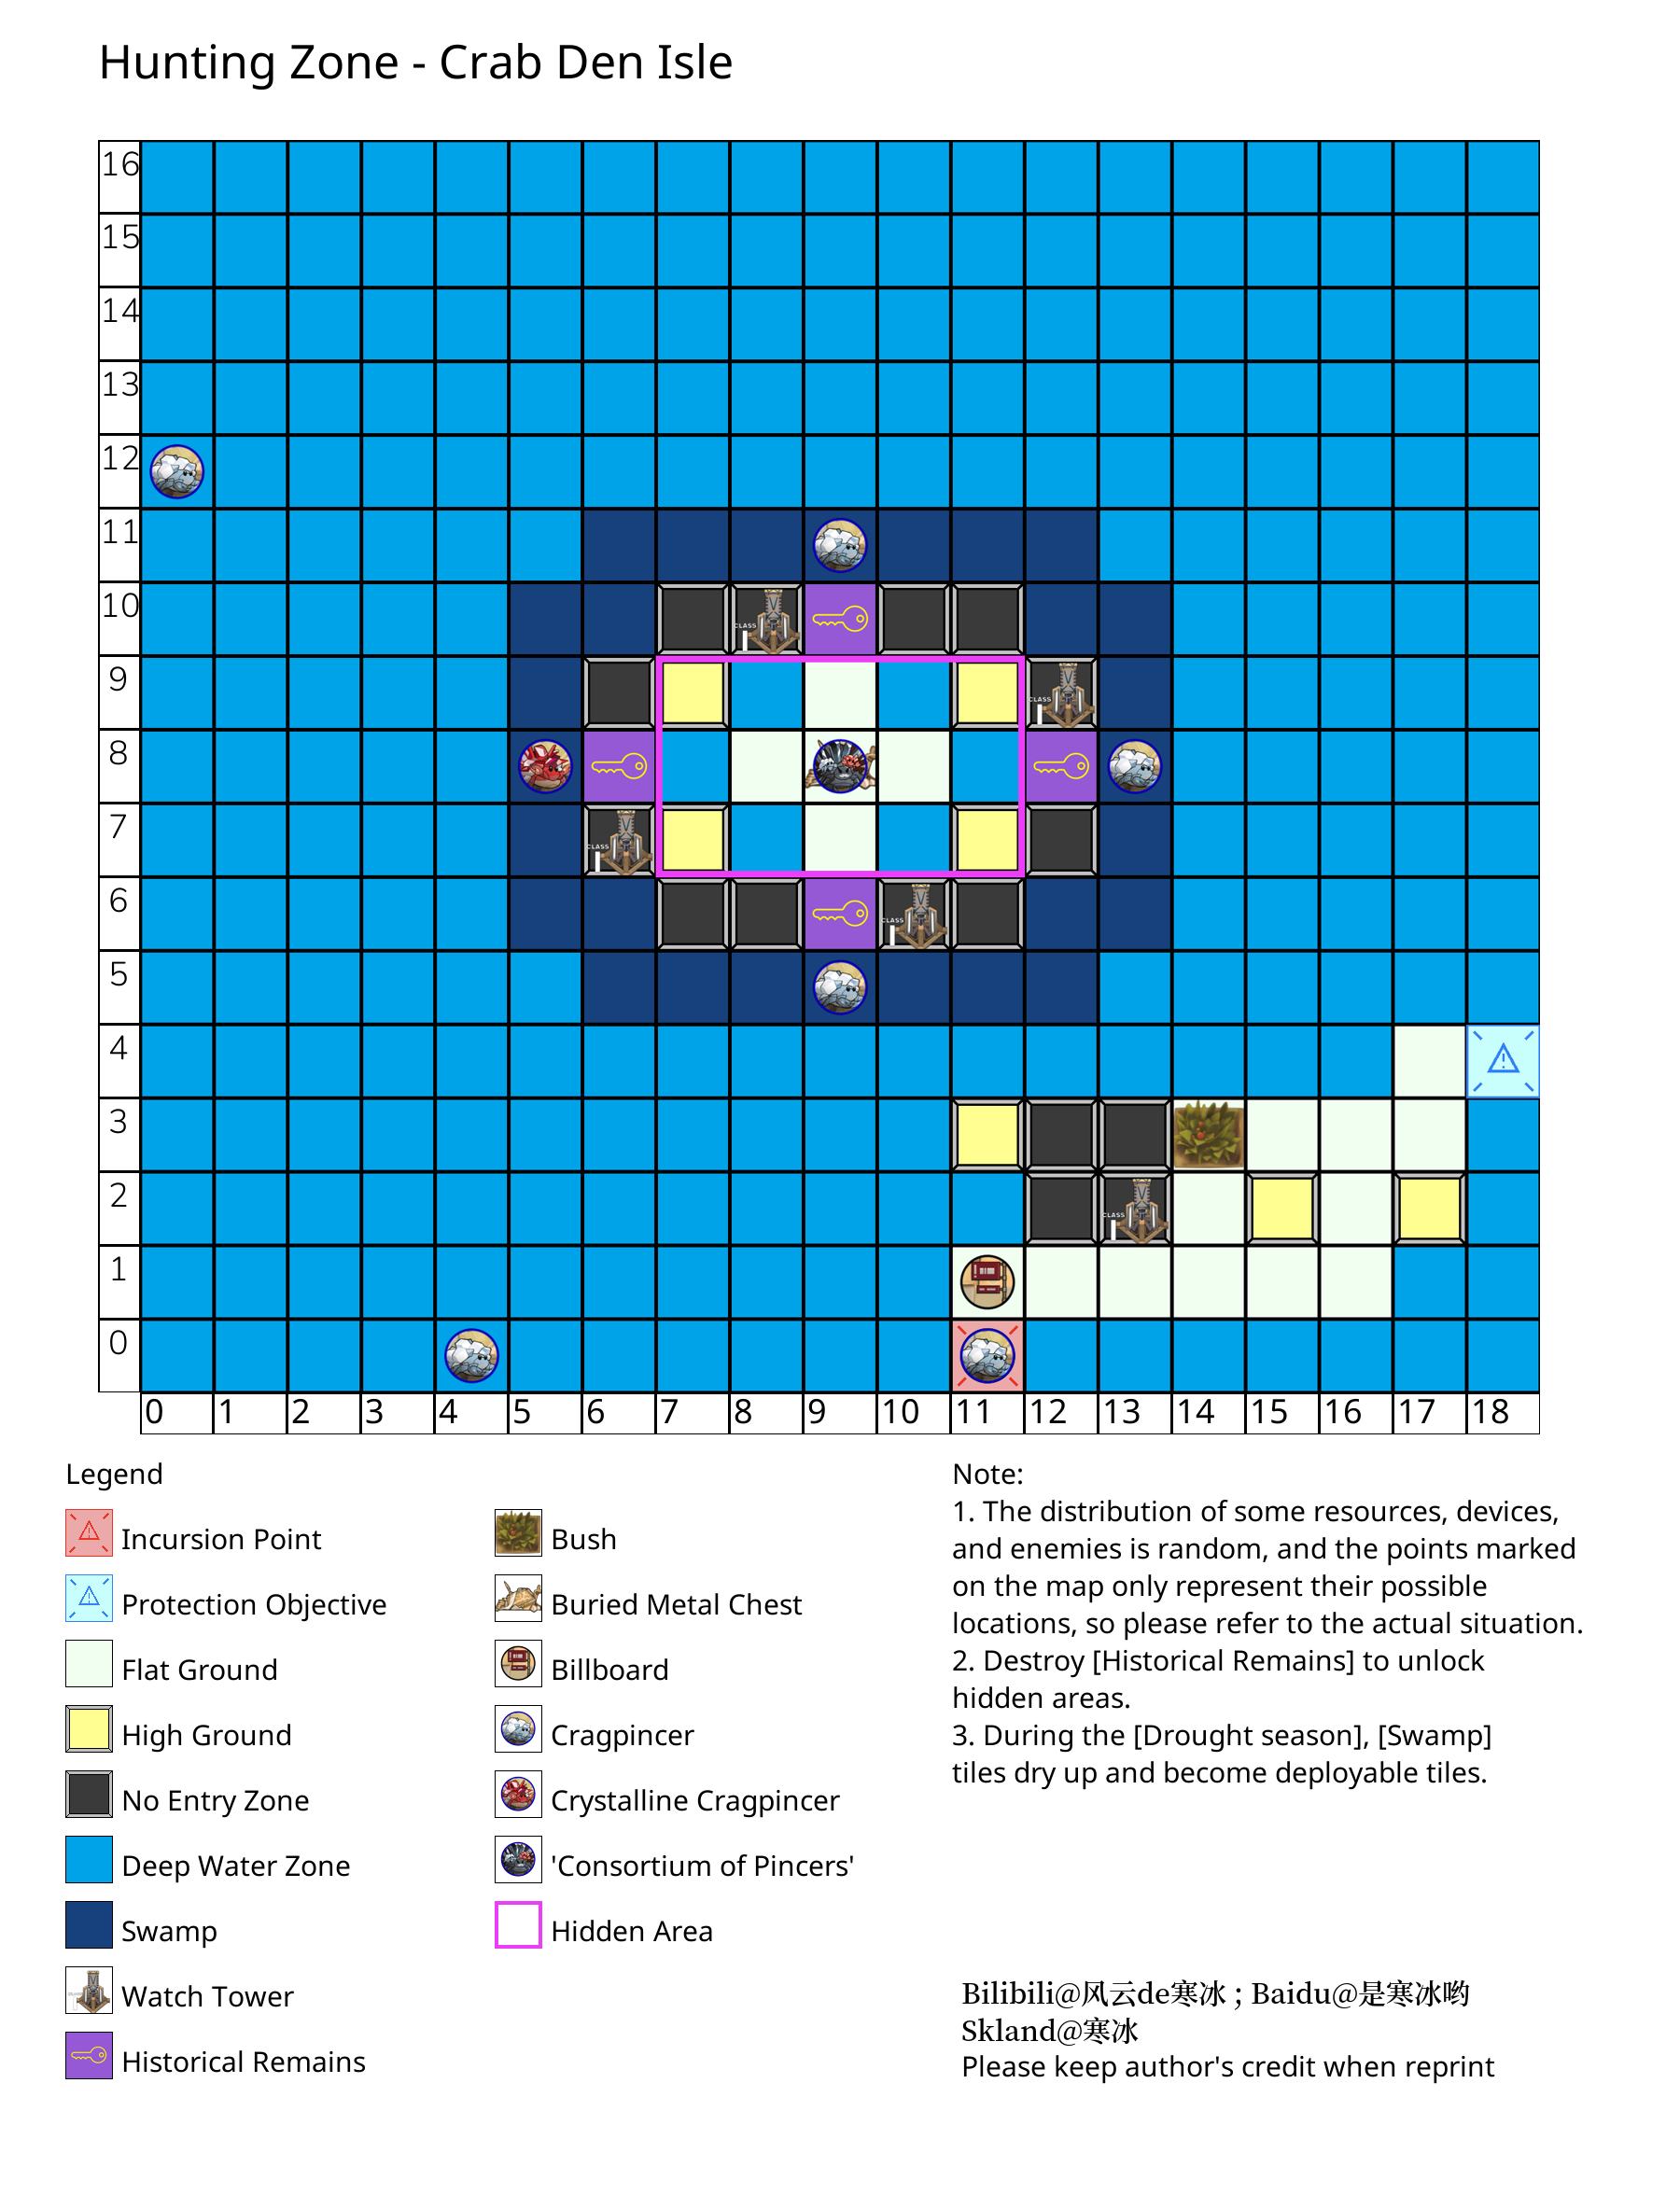 Hunting Zone - Crab Den Isle
16
15
14
13
12
11
10
CLASS
9
CLASS
8
7
CLASS
6
CLASS
5
4
3
2
CLASS
1
0
0 1 2 3 4 5 6 7 8 9 10 11 12 13 14 15 16 17 18
Legend
Incursion Point
Protection Objective
Flat Ground
High Ground
No Entry Zone
Deep Water Zone
Swamp
Watch Tower
Historical Remains
Bush
Buried Metal Chest
Billboard
Cragpincer
Crystalline Cragpincer
'Consortium of Pincers'
Hidden Area
Note:
1. The distribution of some resources, devices,
and enemies is random, and the points marked
on the map only represent their possible
locations, so please refer to the actual situation.
2. Destroy [Historical Remains] to unlock
hidden areas.
3. During the [Drought season], [Swamp]
tiles dry up and become deployable tiles.
Bilibili@风云de寒冰 ; Baidu@是寒冰哟
Skland@寒冰
Please keep author's credit when reprint